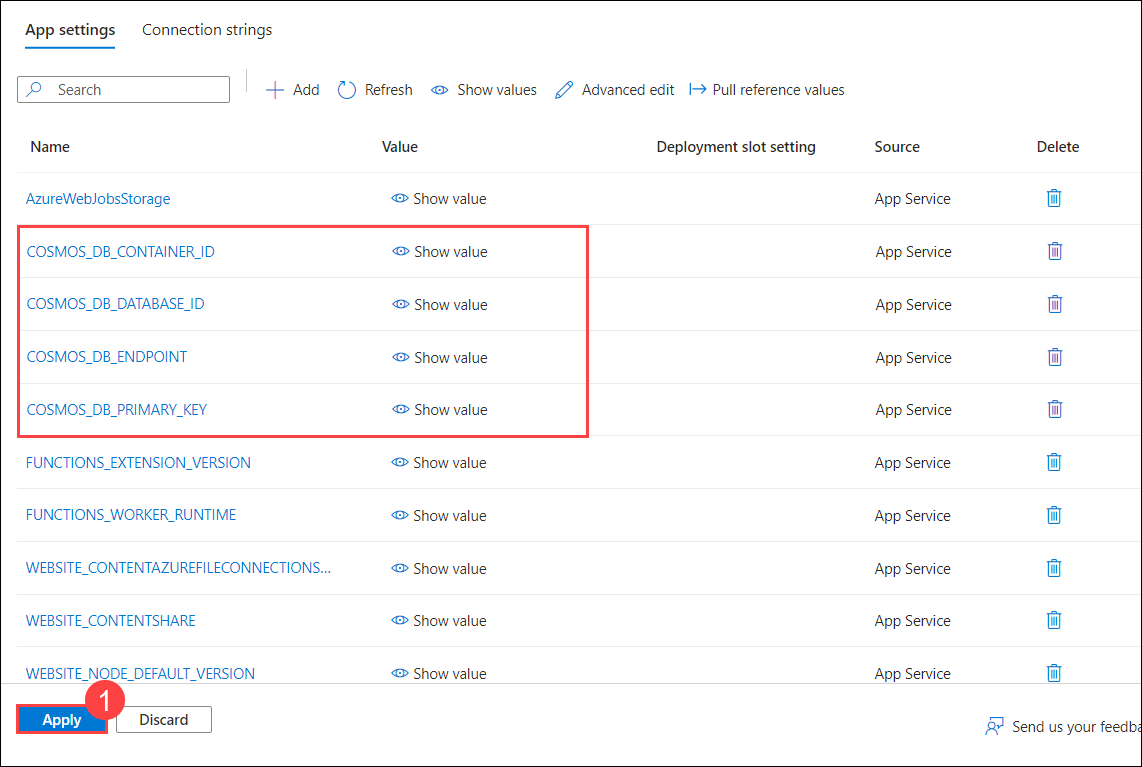 App settings Connection strings
Search Add Refresh Show values Advanced edit Pull reference values
Name Value Deployment slot setting Source Delete
AzureWebJobsStorage Show value App Service
COSMOS_DB_CONTAINER_ID Show value App Service
COSMOS_DB_DATABASE_ID Show value App Service
COSMOS_DB_ENDPOINT Show value App Service
COSMOS_DB_PRIMARY_KEY Show value App Service
FUNCTIONS_EXTENSION_VERSION Show value App Service
FUNCTIONS_WORKER_RUNTIME Show value App Service
WEBSITE_CONTENTAZUREFILECONNECTIONS... Show value App Service
WEBSITE_CONTENTSHARE Show value App Service
WEBSITE_NODE_DEFAULT_VERSION Show value App Service
1
Apply Discard
Send us your feedba